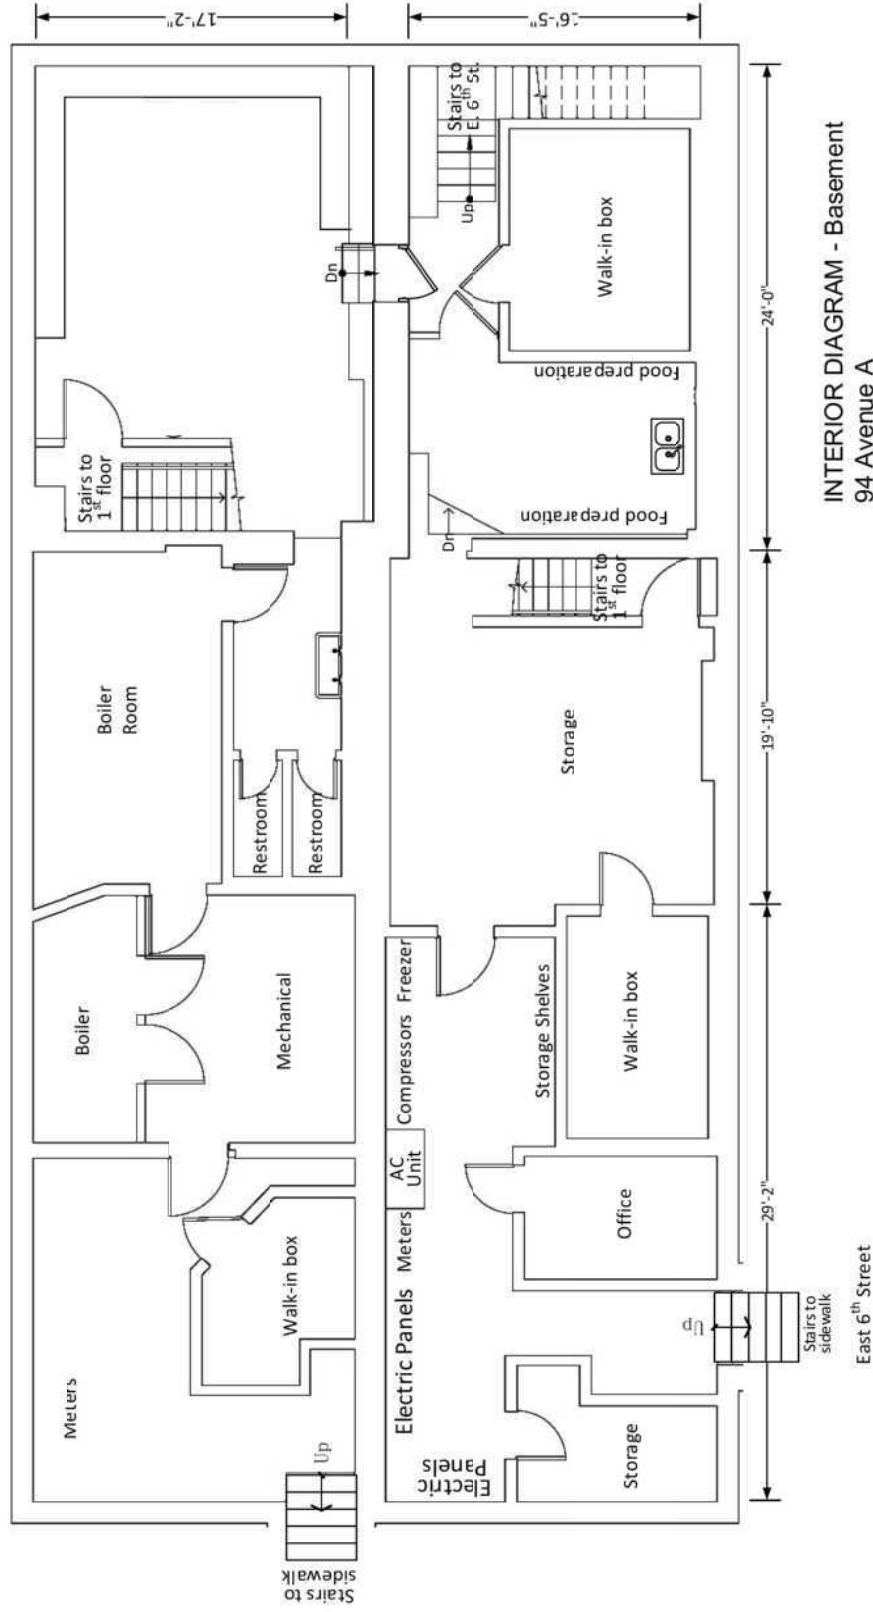 17'-2"
16'-5"
Stairs to
E. 6th St.
Up
Dn
Walk-in box
24'-0"
Food preparation
Food preparation
Stairs to
1st floor
Dn
Stairs to
1st floor
Boiler
Room
Restroom
Restroom
Storage
19'-10"
Boiler
Mechanical
Compressors
Freezer
Storage Shelves
Walk-in box
AC
Unit
Meters
Electric Panels
Office
29'-2"
Walk-in box
Meters
Up
Up
Stairs to
sidewalk
Electric
Panels
Storage
Stairs to
sidewalk
East 6th Street
INTERIOR DIAGRAM - Basement
94 Avenue A